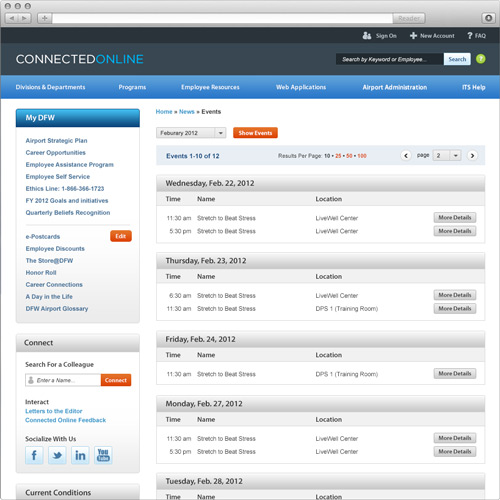 Reader
Sign On
New Account
? FAQ
CONNECTEDONLINE
Search by Keyword or Employee...
Search
?
Divisions & Departments
Programs
Employee Resources
Web Applications
Airport Administration
ITS Help
My DFW
Airport Strategic Plan
Career Opportunities
Employee Assistance Program
Employee Self Service
Ethics Line: 1-866-366-1723
FY 2012 Goals and initiatives
Quarterly Beliefs Recognition
e-Postcards
Edit
Employee Discounts
The Store@DFW
Honor Roll
Career Connections
A Day in the Life
DFW Airport Glossary
Connect
Search For a Colleague
Enter a Name...
Connect
Interact
Letters to the Editor
Connected Online Feedback
Socialize With Us
f
in
You Tube
Current Conditions
Home » News » Events
Feburary 2012
Show Events
Events 1-10 of 12
Results Per Page: 10 • 25 • 50 • 100
page
2
Wednesday, Feb. 22, 2012
Time Name Location
11:30 am Stretch to Beat Stress LiveWell Center More Details
5:30 pm Stretch to Beat Stress LiveWell Center More Details
Thursday, Feb. 23, 2012
Time Name Location
6:30 am Stretch to Beat Stress LiveWell Center More Details
11:30 am Stretch to Beat Stress DPS 1 (Training Room) More Details
Friday, Feb. 24, 2012
Time Name Location
11:30 am Stretch to Beat Stress DPS 1 (Training Room) More Details
Monday, Feb. 27, 2012
Time Name Location
11:30 am Stretch to Beat Stress LiveWell Center More Details
5:30 pm Stretch to Beat Stress LiveWell Center More Details
Tuesday, Feb. 28, 2012
Time Name Location